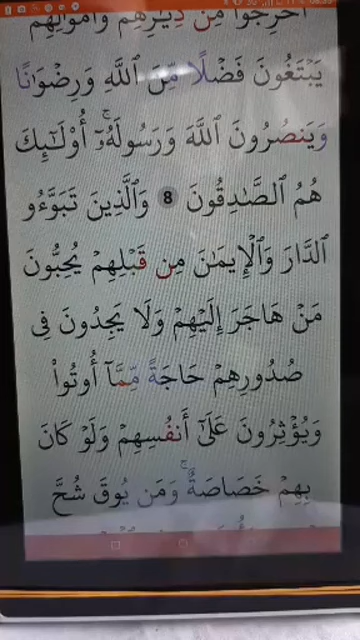 أُخْرِجُوا۟ مِن دِيَـٰرِهِمْ وَأَمْوَٰلِهِمْ
يَبْتَغُونَ فَضْلًا مِّنَ ٱللَّهِ وَرِضْوَٰنًا
وَيَنصُرُونَ ٱللَّهَ وَرَسُولَهُۥٓ ۚ أُو۟لَـٰٓئِكَ
هُمُ ٱلصَّـٰدِقُونَ 8 وَٱلَّذِينَ تَبَوَّءُو
ٱلدَّارَ وَٱلْإِيمَـٰنَ مِن قَبْلِهِمْ يُحِبُّونَ
مَنْ هَاجَرَ إِلَيْهِمْ وَلَا يَجِدُونَ فِى
صُدُورِهِمْ حَاجَةً مِّمَّآ أُوتُوا۟
وَيُؤْثِرُونَ عَلَىٰٓ أَنفُسِهِمْ وَلَوْ كَانَ
بِهِمْ خَصَاصَةٌ ۚ وَمَن يُوقَ شُحَّ